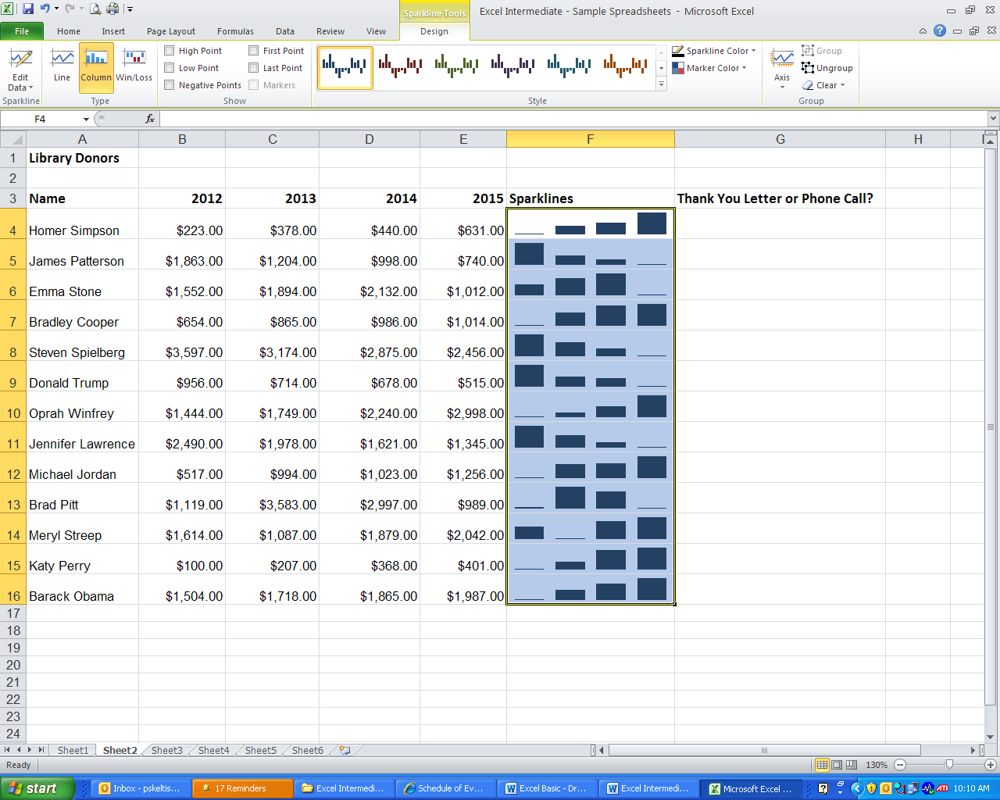 Sparkline Tools
Excel Intermediate - Sample Spreadsheets - Microsoft Excel
File Home Insert Page Layout Formulas Data Review View Design
Edit Data
Sparkline
Line Column Win/Loss
Type
High Point First Point
Low Point Last Point
Negative Points Markers
Show
Style
Sparkline Color
Marker Color
Axis
Group
Ungroup
Clear
Group
F4 fx
A B C D E F G H I
1 Library Donors
2
3 Name 2012 2013 2014 2015 Sparklines Thank You Letter or Phone Call?
4 Homer Simpson $223.00 $378.00 $440.00 $631.00
5 James Patterson $1,863.00 $1,204.00 $998.00 $740.00
6 Emma Stone $1,552.00 $1,894.00 $2,132.00 $1,012.00
7 Bradley Cooper $654.00 $865.00 $986.00 $1,014.00
8 Steven Spielberg $3,597.00 $3,174.00 $2,875.00 $2,456.00
9 Donald Trump $956.00 $714.00 $678.00 $515.00
10 Oprah Winfrey $1,444.00 $1,749.00 $2,240.00 $2,998.00
11 Jennifer Lawrence $2,490.00 $1,978.00 $1,621.00 $1,345.00
12 Michael Jordan $517.00 $994.00 $1,023.00 $1,256.00
13 Brad Pitt $1,119.00 $3,583.00 $2,997.00 $989.00
14 Meryl Streep $1,614.00 $1,087.00 $1,879.00 $2,042.00
15 Katy Perry $100.00 $207.00 $368.00 $401.00
16 Barack Obama $1,504.00 $1,718.00 $1,865.00 $1,987.00
17
18
19
20
21
22
23
24
Sheet1 Sheet2 Sheet3 Sheet4 Sheet5 Sheet6
Ready 130%
start Inbox - pskeltis... 17 Reminders Excel Intermedi... Schedule of Ev... Excel Basic - Dr... Excel Intermedi... Microsoft Excel ... 10:10 AM